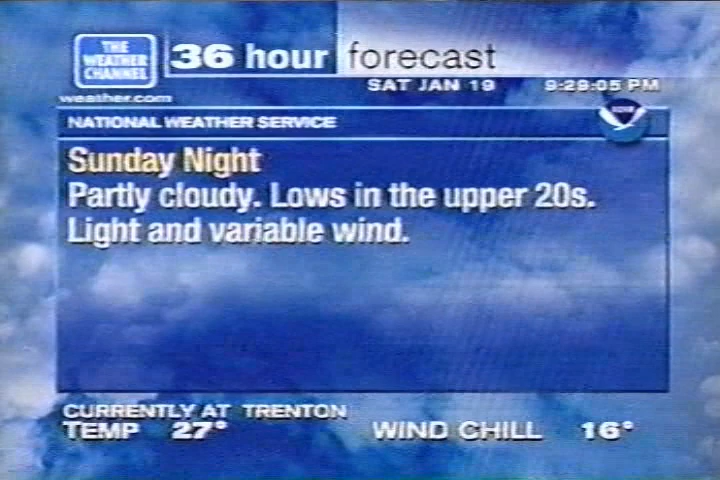 THE
WEATHER
CHANNEL
weather.com
36 hour forecast
SAT JAN 19 9:29:05 PM
NATIONAL WEATHER SERVICE
Sunday Night
Partly cloudy. Lows in the upper 20s.
Light and variable wind.
CURRENTLY AT TRENTON
TEMP 27° WIND CHILL 16°